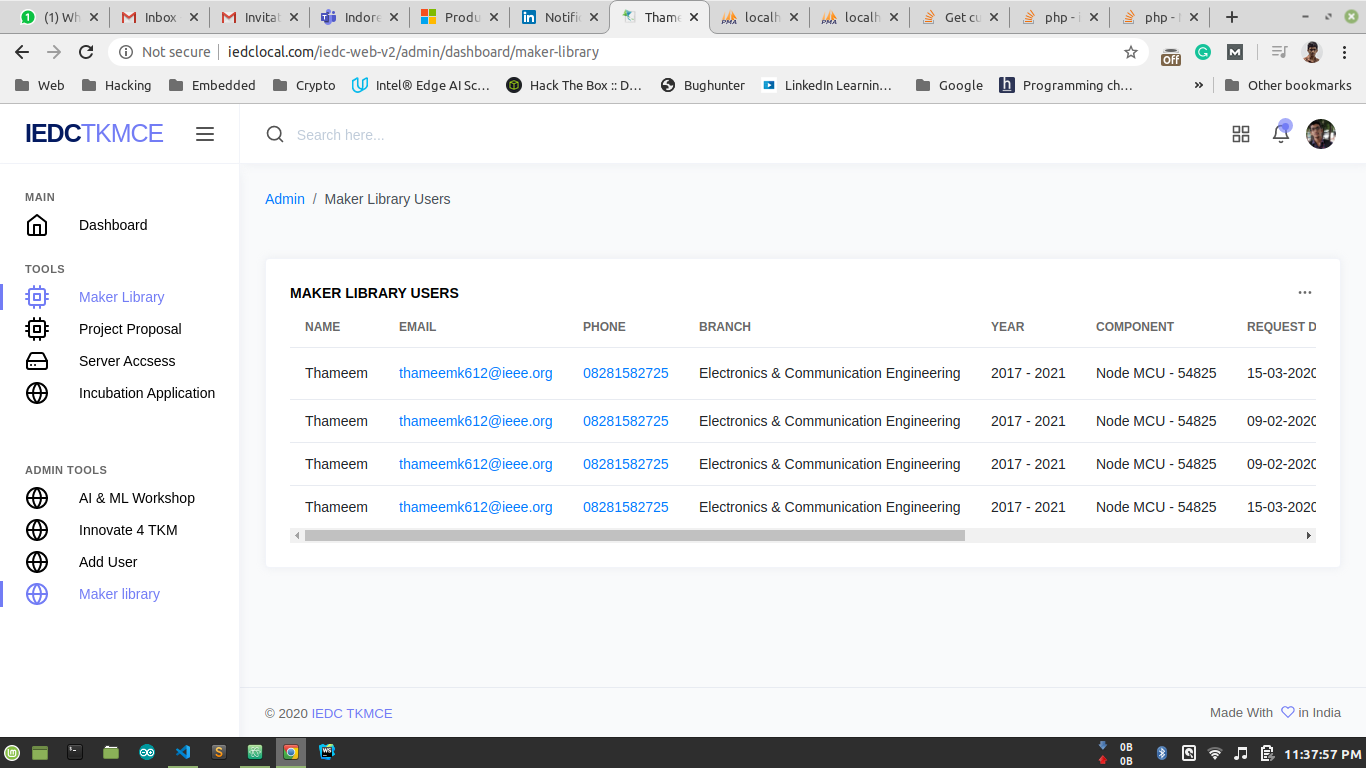 (1) Wh
Inbox
Invitat
Indore
Produ
Notific
Thame
localh
localh
Get cu
php - i
php -
Not secure
iedclocal.com/iedc-web-v2/admin/dashboard/maker-library
Off
Web
Hacking
Embedded
Crypto
Intel® Edge AI Sc...
Hack The Box :: D...
Bughunter
LinkedIn Learnin...
Google
Programming ch...
»
Other bookmarks
IEDCTKMCE
Search here...
MAIN
Dashboard
TOOLS
Maker Library
Project Proposal
Server Accsess
Incubation Application
ADMIN TOOLS
AI & ML Workshop
Innovate 4 TKM
Add User
Maker library
Admin / Maker Library Users
MAKER LIBRARY USERS
NAME EMAIL PHONE BRANCH YEAR COMPONENT REQUEST D
Thameem thameemk612@ieee.org 08281582725 Electronics & Communication Engineering 2017 - 2021 Node MCU - 54825 15-03-2020
Thameem thameemk612@ieee.org 08281582725 Electronics & Communication Engineering 2017 - 2021 Node MCU - 54825 09-02-2020
Thameem thameemk612@ieee.org 08281582725 Electronics & Communication Engineering 2017 - 2021 Node MCU - 54825 09-02-2020
Thameem thameemk612@ieee.org 08281582725 Electronics & Communication Engineering 2017 - 2021 Node MCU - 54825 15-03-2020
© 2020 IEDC TKMCE
Made With in India
0B
0B
11:37:57 PM